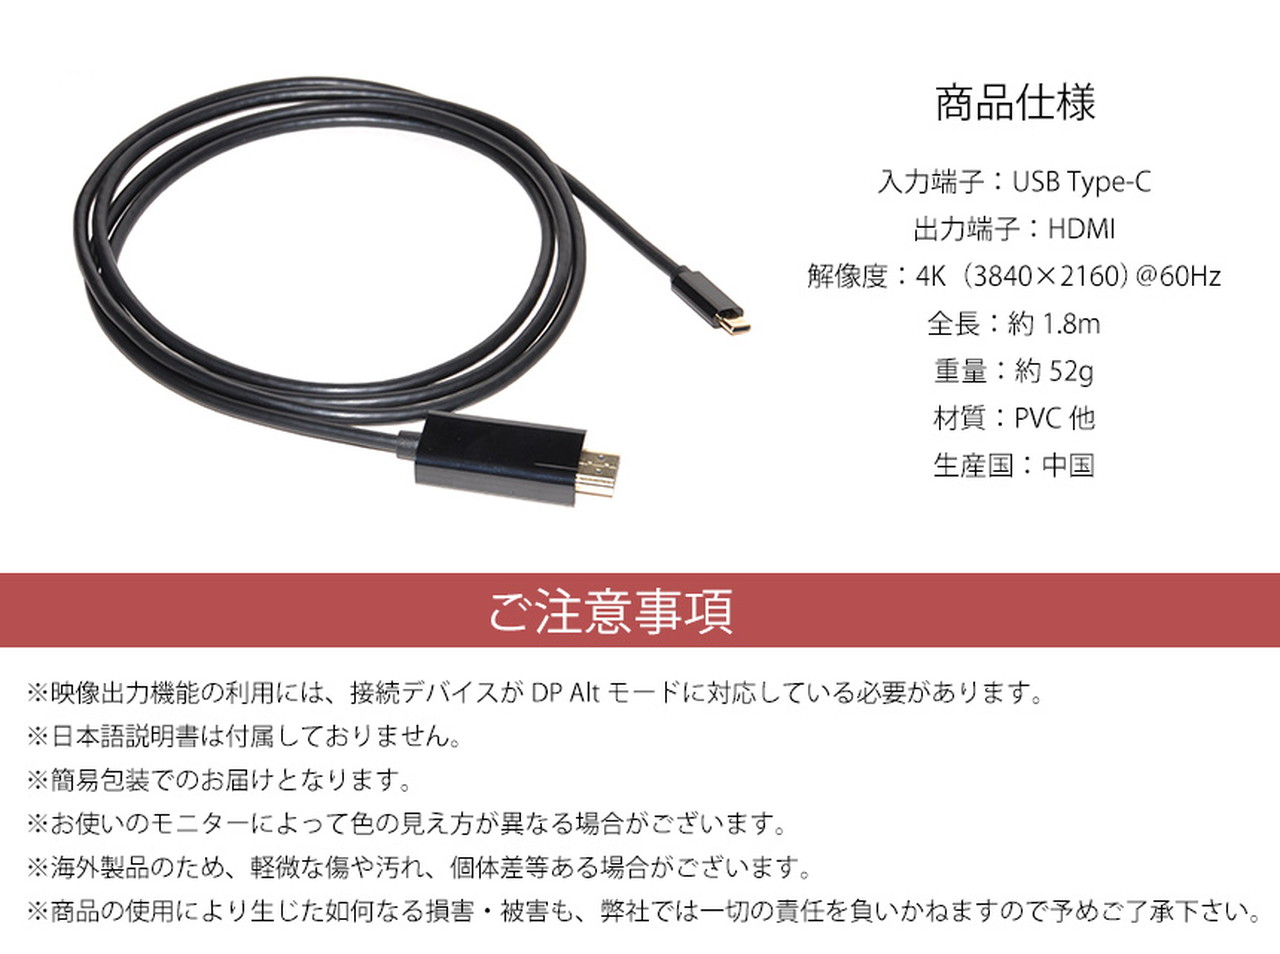 商品仕様
入力端子：USB Type-C
出力端子：HDMI
解像度：4K（3840×2160）@60Hz
全長：約 1.8m
重量：約 52g
材質：PVC 他
生産国：中国
ご注意事項
※映像出力機能の利用には、接続デバイスが DP Alt モードに対応している必要があります。
※日本語説明書は付属しておりません。
※簡易包装でのお届けとなります。
※お使いのモニターによって色の見え方が異なる場合がございます。
※海外製品のため、軽微な傷や汚れ、個体差等ある場合がございます。
※商品の使用により生じた如何なる損害・被害も、弊社では一切の責任を負いかねますので予めご了承下さい。